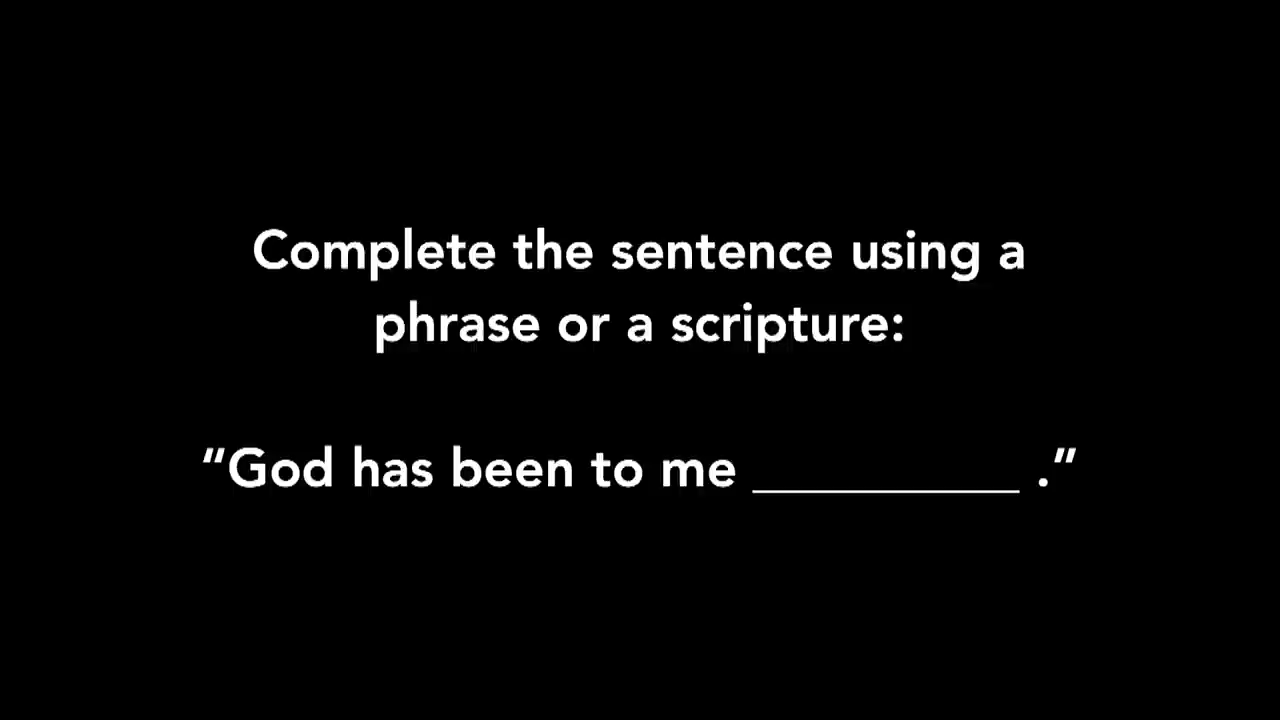 Complete the sentence using a
phrase or a scripture:
“God has been to me __________ .”